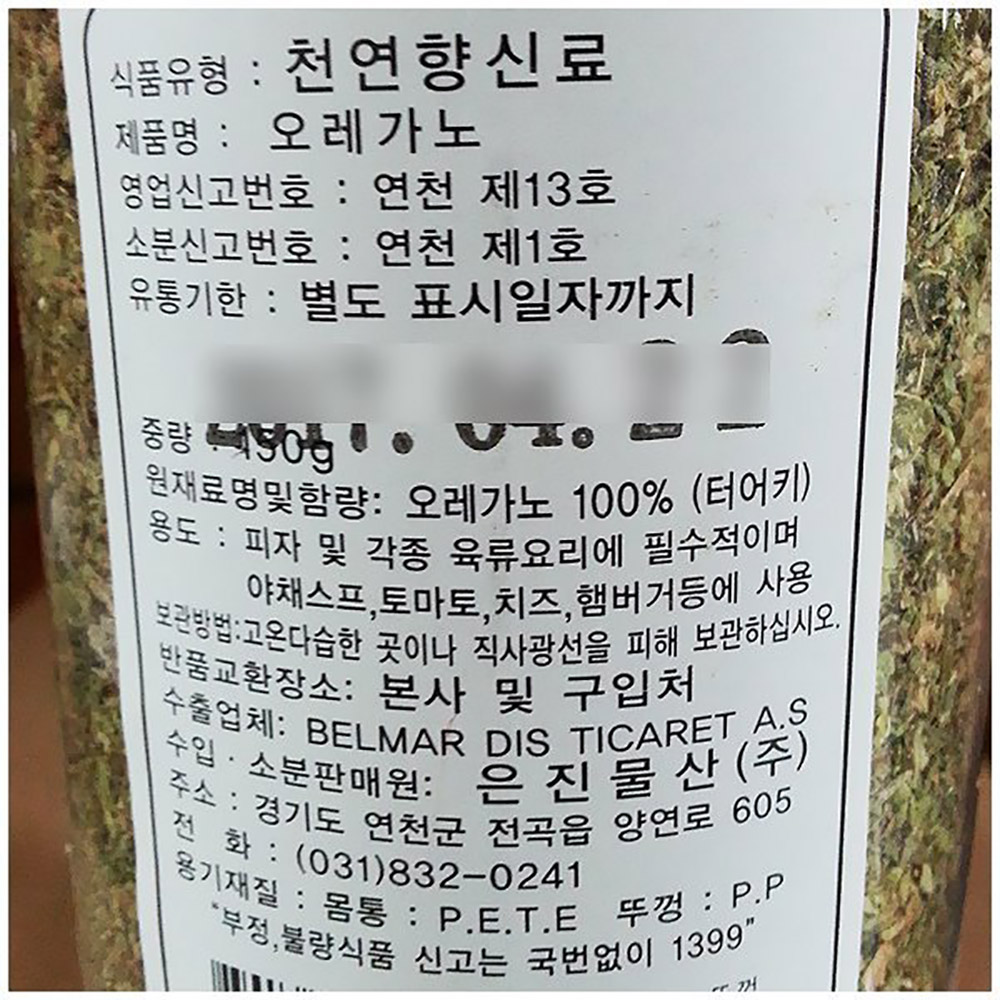 식품유형 : 천연향신료
제품명 : 오레가노
영업신고번호 : 연천 제13호
소분신고번호 : 연천 제1호
유통기한 : 별도 표시일자까지
중량 :
원재료명및함량: 오레가노 100% (터어키)
용도 : 피자 및 각종 육류요리에 필수적이며
야채스프,토마토,치즈,햄버거등에 사용
보관방법:고온다습한 곳이나 직사광선을 피해 보관하십시오.
반품교환장소: 본사 및 구입처
수출업체: BELMAR DIS TICARET A.S
수입·소분판매원: 은진물산(주)
주소 : 경기도 연천군 전곡읍 양연로 605
전 화 : (031)832-0241
용기재질 : 몸통 : P.E.T.E 뚜껑 : P.P
"부정,불량식품 신고는 국번없이 1399"